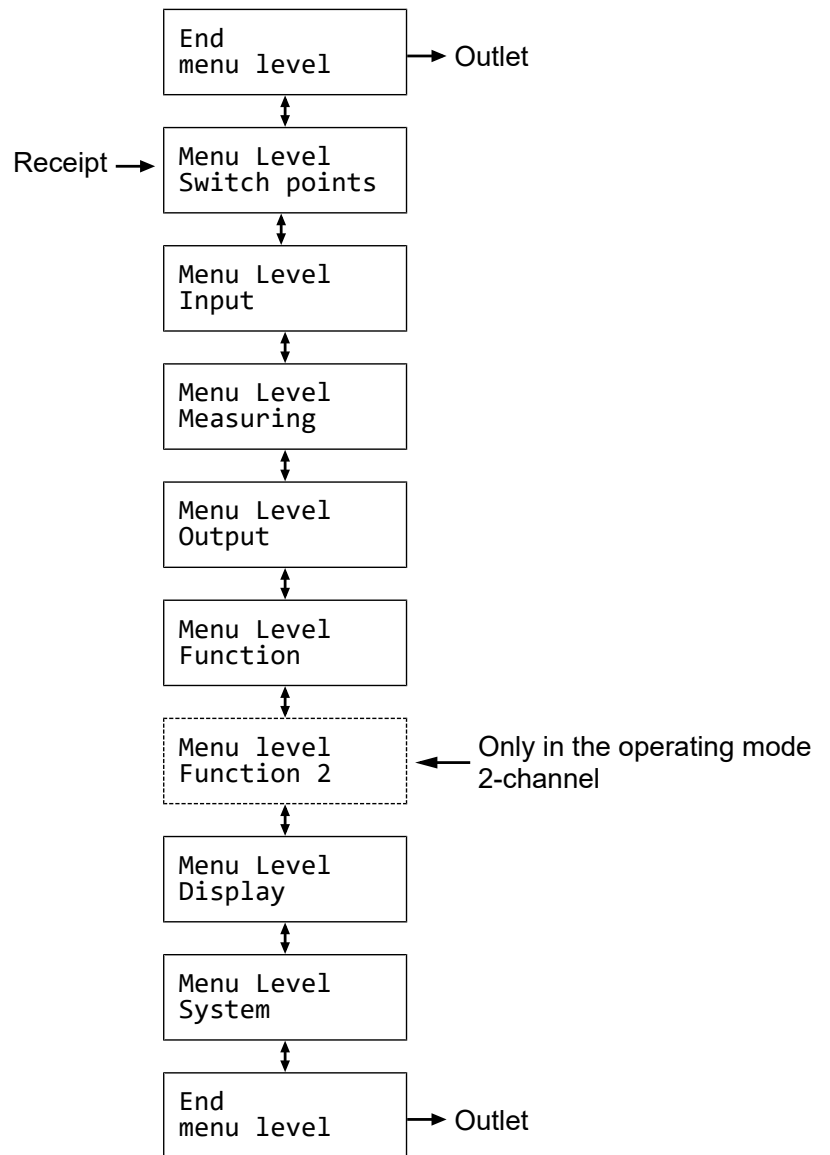 End
menu level
Outlet
Receipt
Menu Level
Switch points
Menu Level
Input
Menu Level
Measuring
Menu Level
Output
Menu Level
Function
Menu level
Function 2
Only in the operating mode
2-channel
Menu Level
Display
Menu Level
System
End
menu level
Outlet